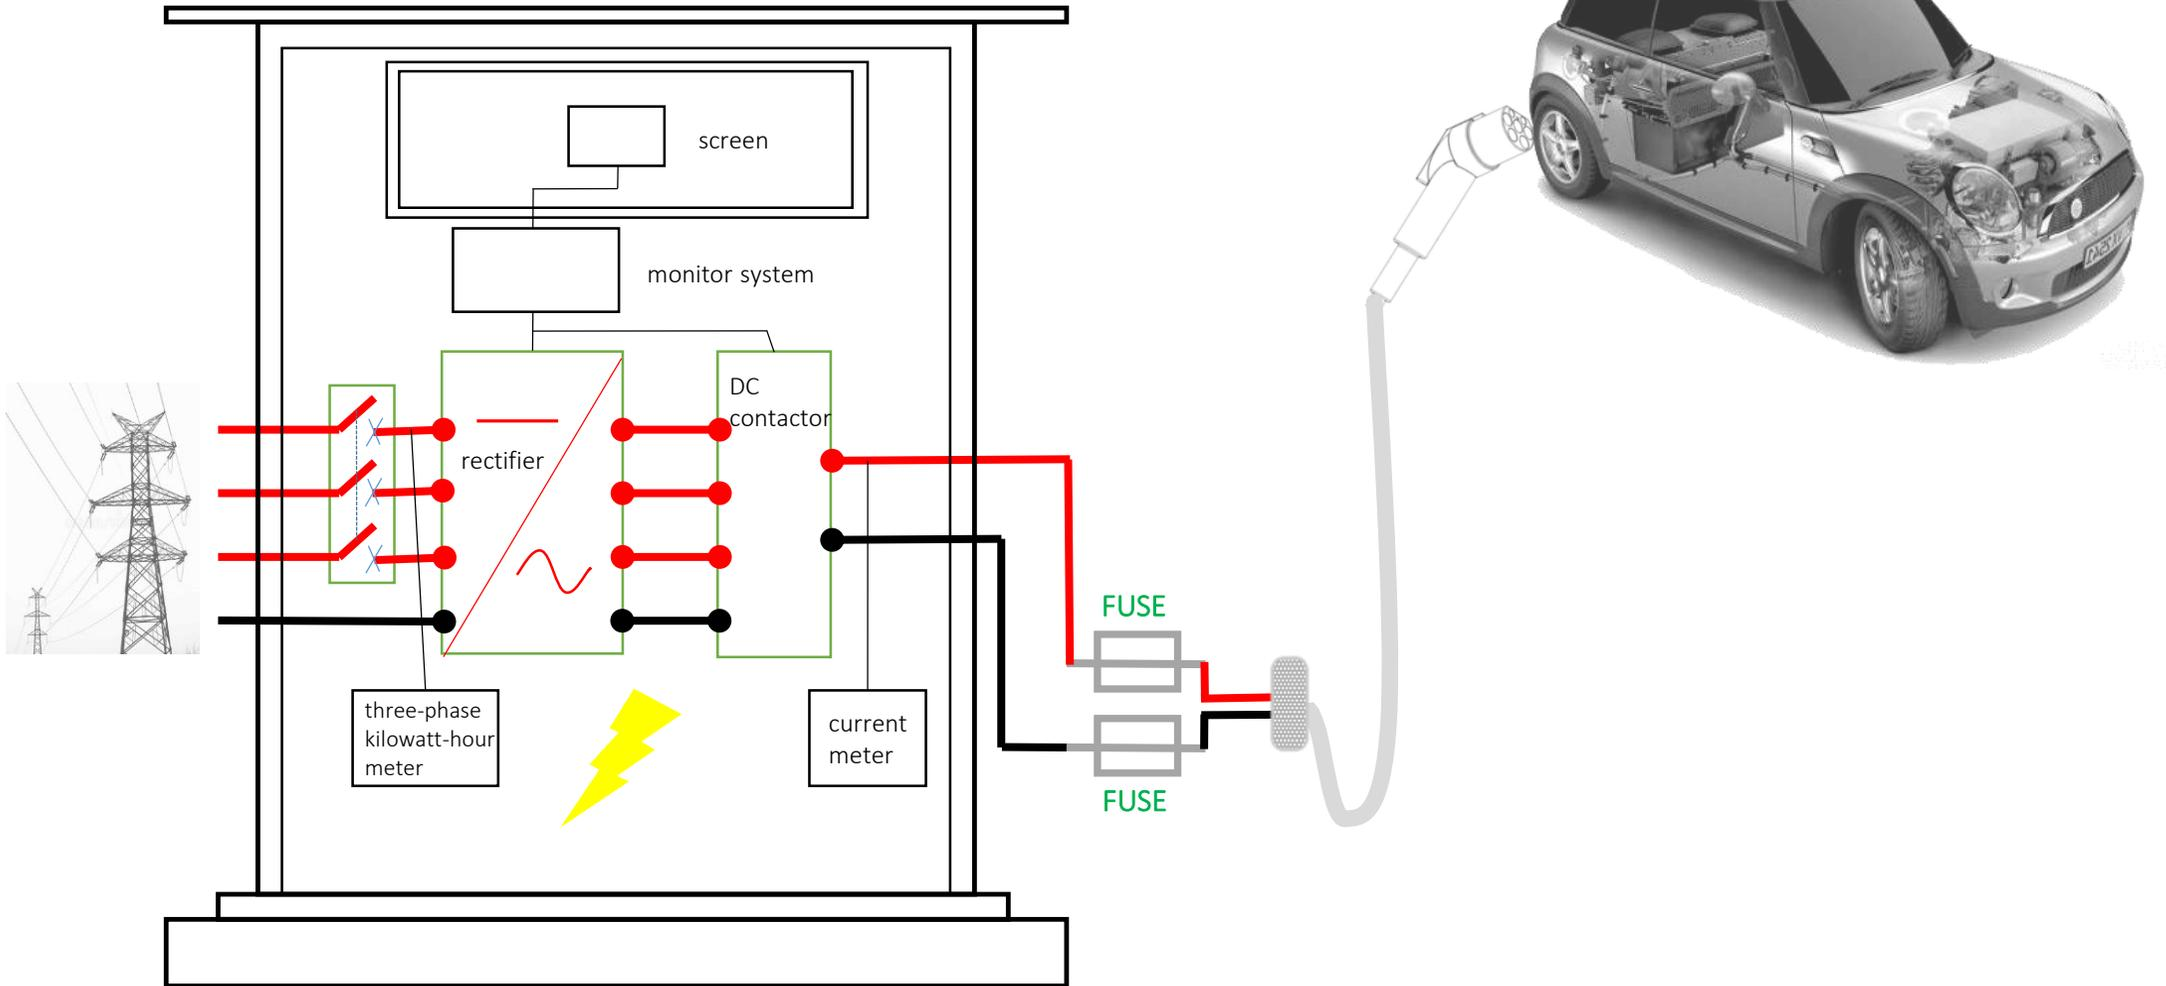 screen
monitor system
DC
contactor
rectifier
FUSE
three-phase
kilowatt-hour
meter
current
meter
FUSE